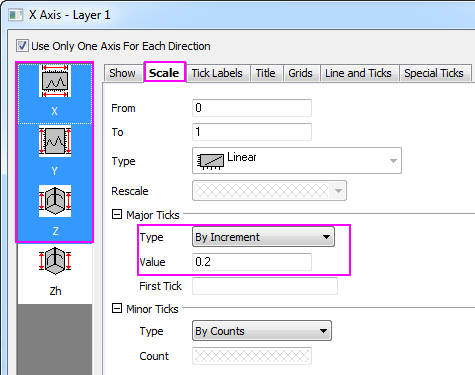 X Axis - Layer 1
Use Only One Axis For Each Direction
X
Y
Z
Zh
Show Scale Tick Labels Title Grids Line and Ticks Special Ticks
From 0
To 1
Type Linear
Rescale
Major Ticks
Type By Increment
Value 0.2
First Tick
Minor Ticks
Type By Counts
Count